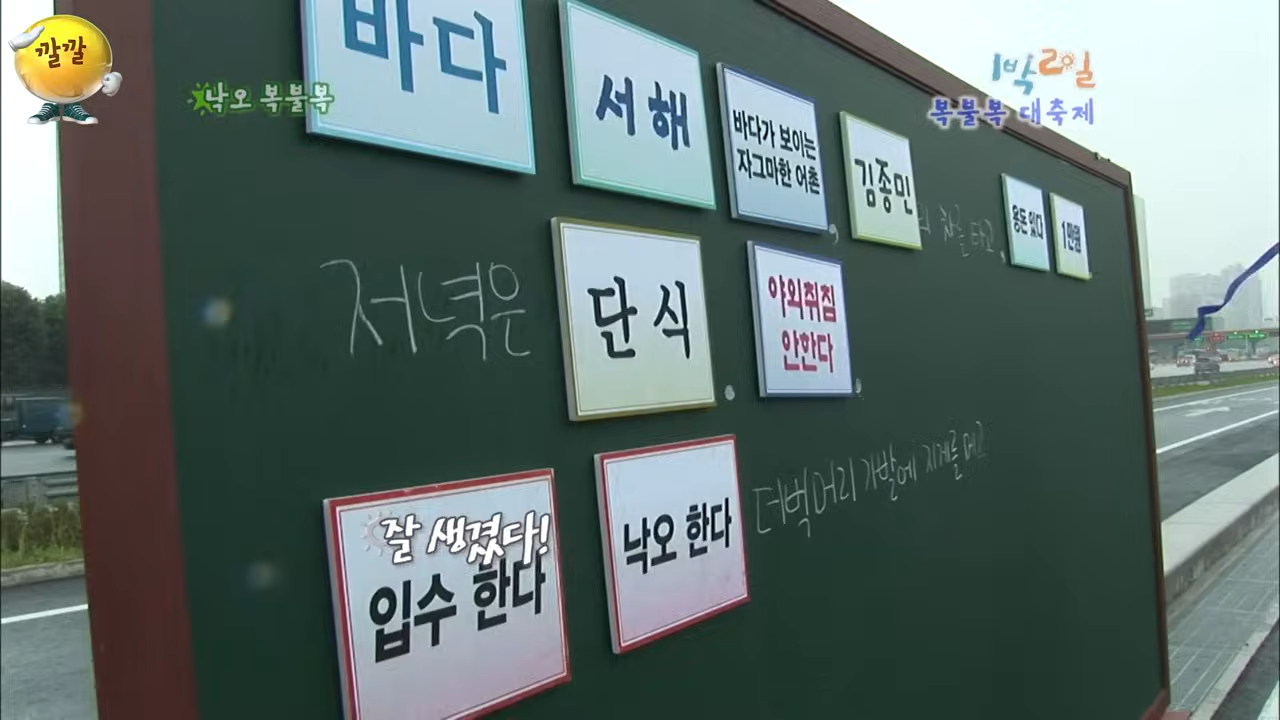 깔깔
낙오 복불복
1박2일
복불복 대축제
바다
서해
바다가 보이는
자그마한 어촌
,
김종민
의 차를 타고,
용돈 있다
1만원
저녁은
단식
.
야외취침
안한다
.
잘 생겼다!
입수 한다
낙오 한다
더벅머리 가발에 지게를 메고